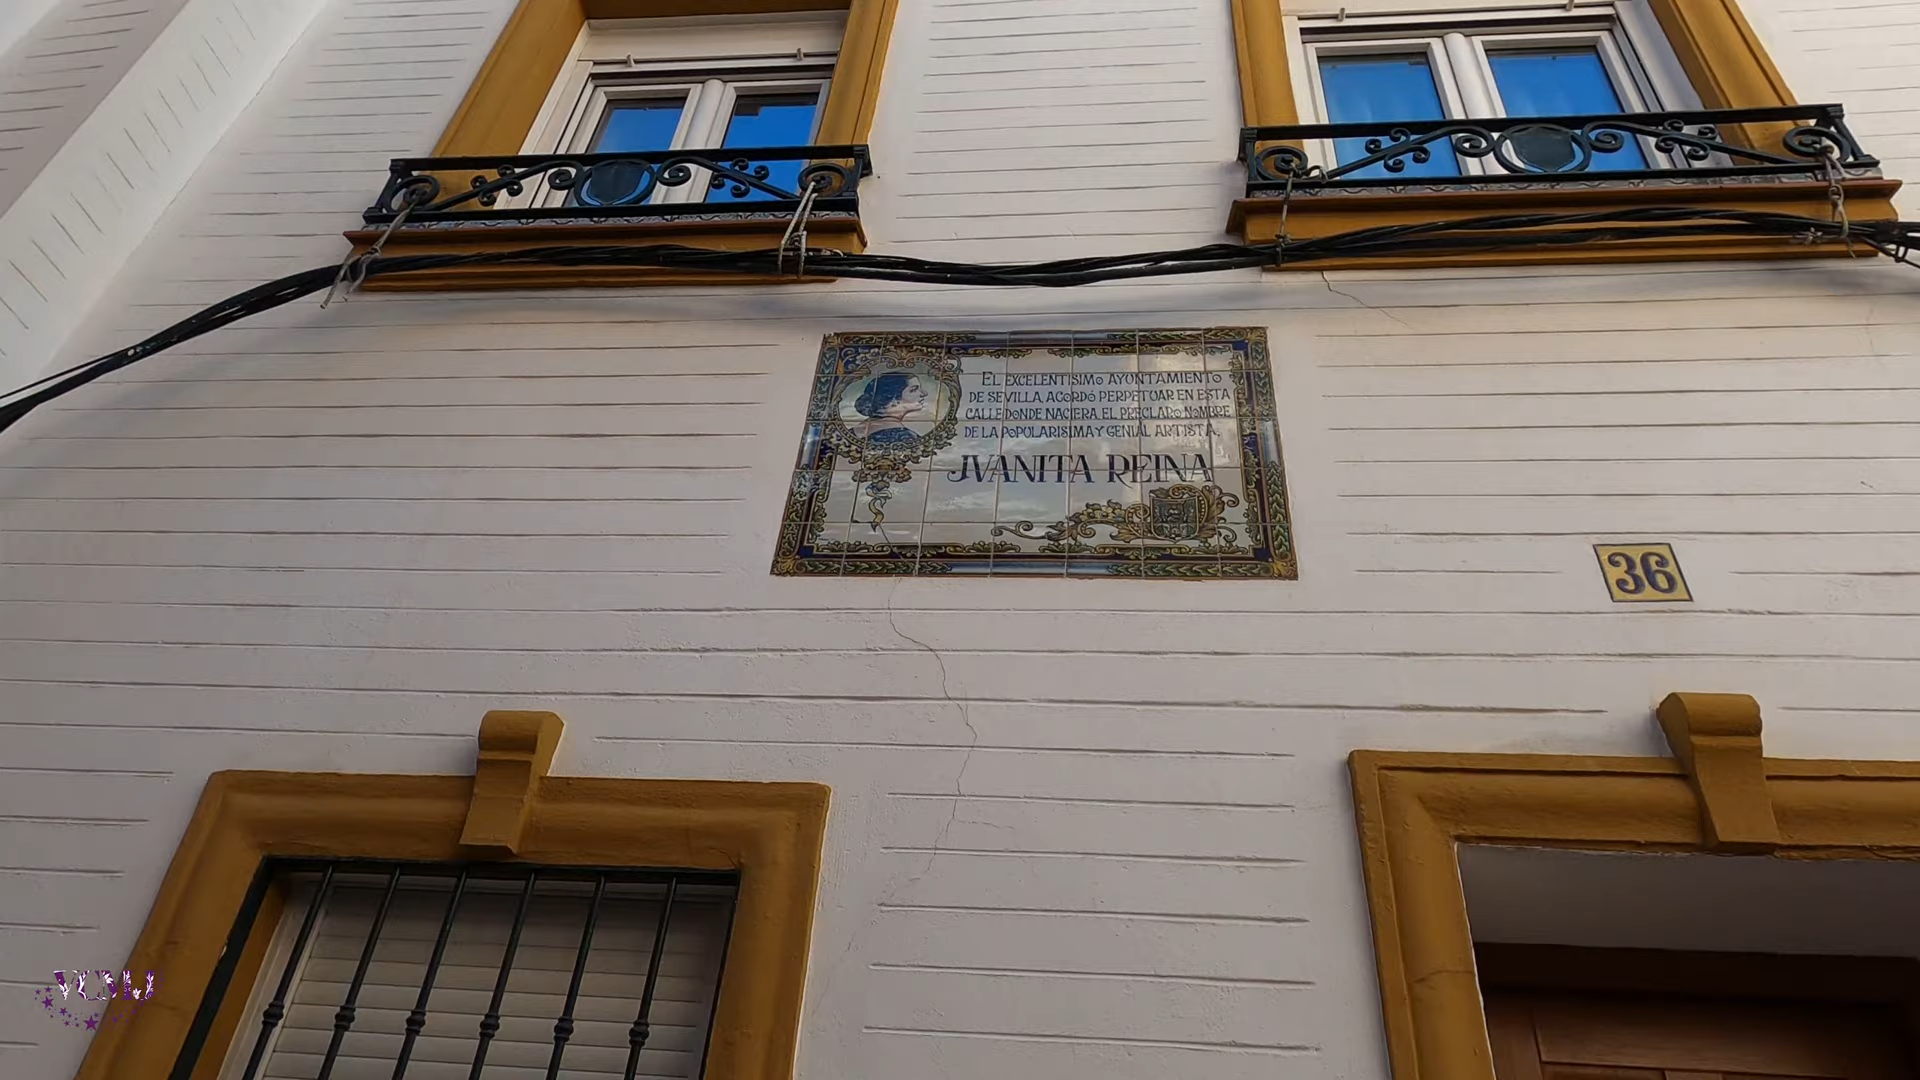 EL EXCELENTISIMO AYUNTAMIENTO
DE SEVILLA, ACORDÓ PERPETUAR EN ESTA
CALLE DONDE NACIERA, EL PRECLARO NOMBRE
DE LA POPULARISIMA Y GENIAL ARTISTA,
JVANITA REINA
36